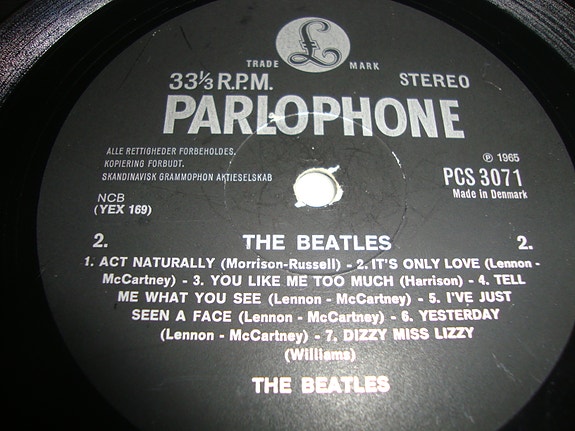 TRADE MARK
33⅓ R.P.M. STEREO
PARLOPHONE
ALLE RETTIGHEDER FORBEHOLDES.
KOPIERING FORBUDT.
SKANDINAVISK GRAMMOPHON AKTIESELSKAB
℗ 1965
PCS 3071
Made in Denmark
NCB
(YEX 169)
2. THE BEATLES 2.
1. ACT NATURALLY (Morrison-Russell) - 2. IT'S ONLY LOVE (Lennon -
McCartney) - 3. YOU LIKE ME TOO MUCH (Harrison) - 4. TELL
ME WHAT YOU SEE (Lennon - McCartney) - 5. I'VE JUST
SEEN A FACE (Lennon - McCartney) - 6. YESTERDAY
(Lennon - McCartney) - 7, DIZZY MISS LIZZY
(Williams)
THE BEATLES